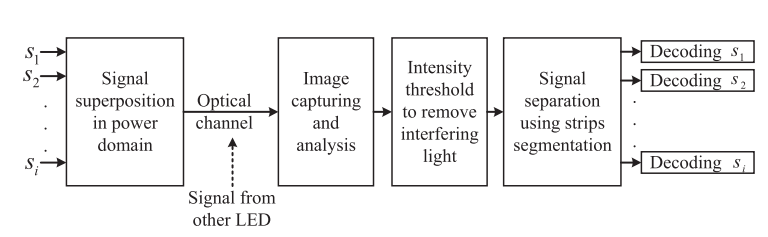 s1
s2
.
.
.
si
Signal
superposition
in power
domain
Optical
channel
Signal from
other LED
Image
capturing
and
analysis
Intensity
threshold
to remove
interfering
light
Signal
separation
using strips
segmentation
Decoding s1
Decoding s2
.
.
.
Decoding si